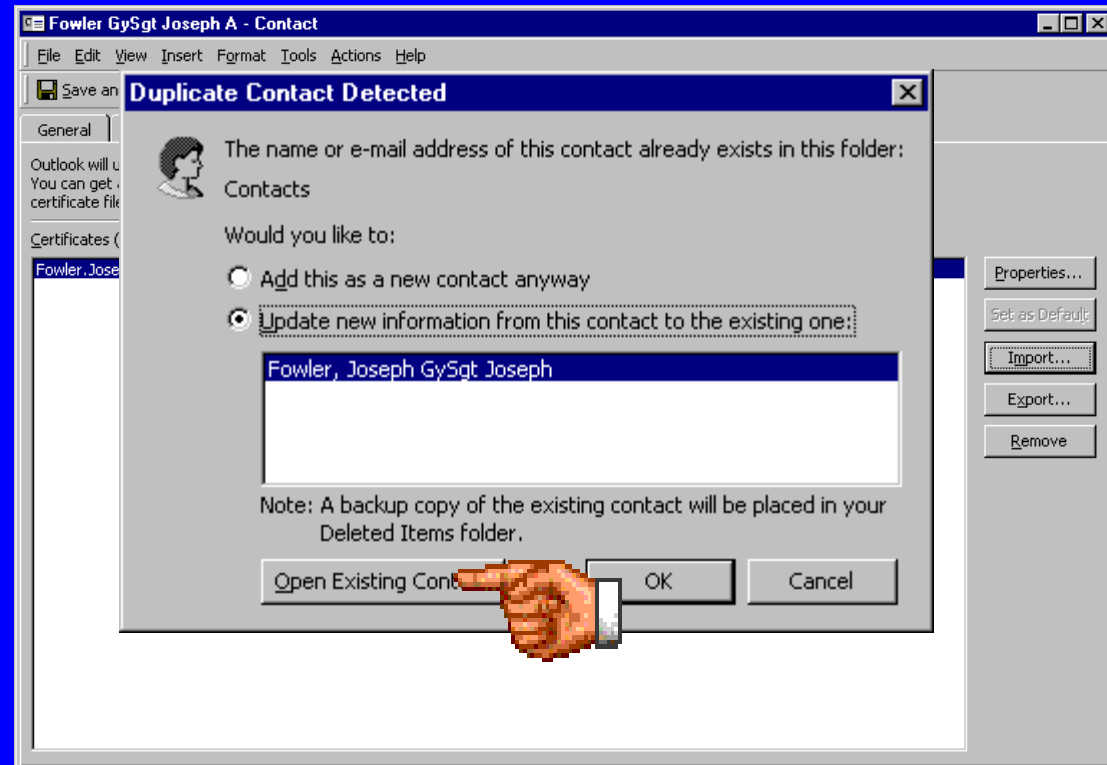 Fowler GySgt Joseph A - Contact
File Edit View Insert Format Tools Actions Help
Save an
Duplicate Contact Detected
General
The name or e-mail address of this contact already exists in this folder:
Outlook will u
You can get
certificate file
Contacts
Certificates (
Would you like to:
Fowler.Jose
Add this as a new contact anyway
Properties...
Update new information from this contact to the existing one:
Set as Default
Fowler, Joseph GySgt Joseph
Import...
Export...
Remove
Note: A backup copy of the existing contact will be placed in your
Deleted Items folder.
Open Existing Cont
OK
Cancel